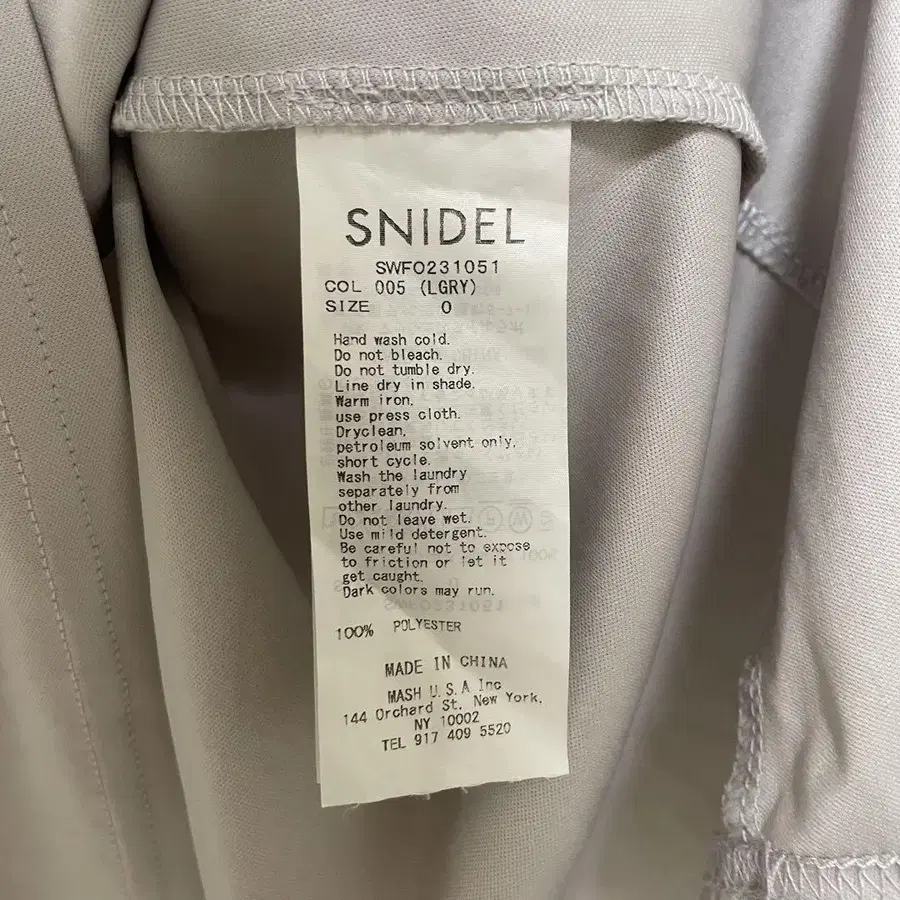 SNIDEL
SWFO231051
COL 005 (LGRY)
SIZE 0
Hand wash cold.
Do not bleach.
Do not tumble dry.
Line dry in shade.
Warm iron.
use press cloth.
Dryclean,
petroleum solvent only,
short cycle.
Wash the laundry
separately from
other laundry.
Do not leave wet.
Use mild detergent.
Be careful not to expose
to friction or let it
get caught.
Dark colors may run.
100% POLYESTER
MADE IN CHINA
MASH U.S.A Inc
144 Orchard St. New York,
NY 10002
TEL 917 409 5520